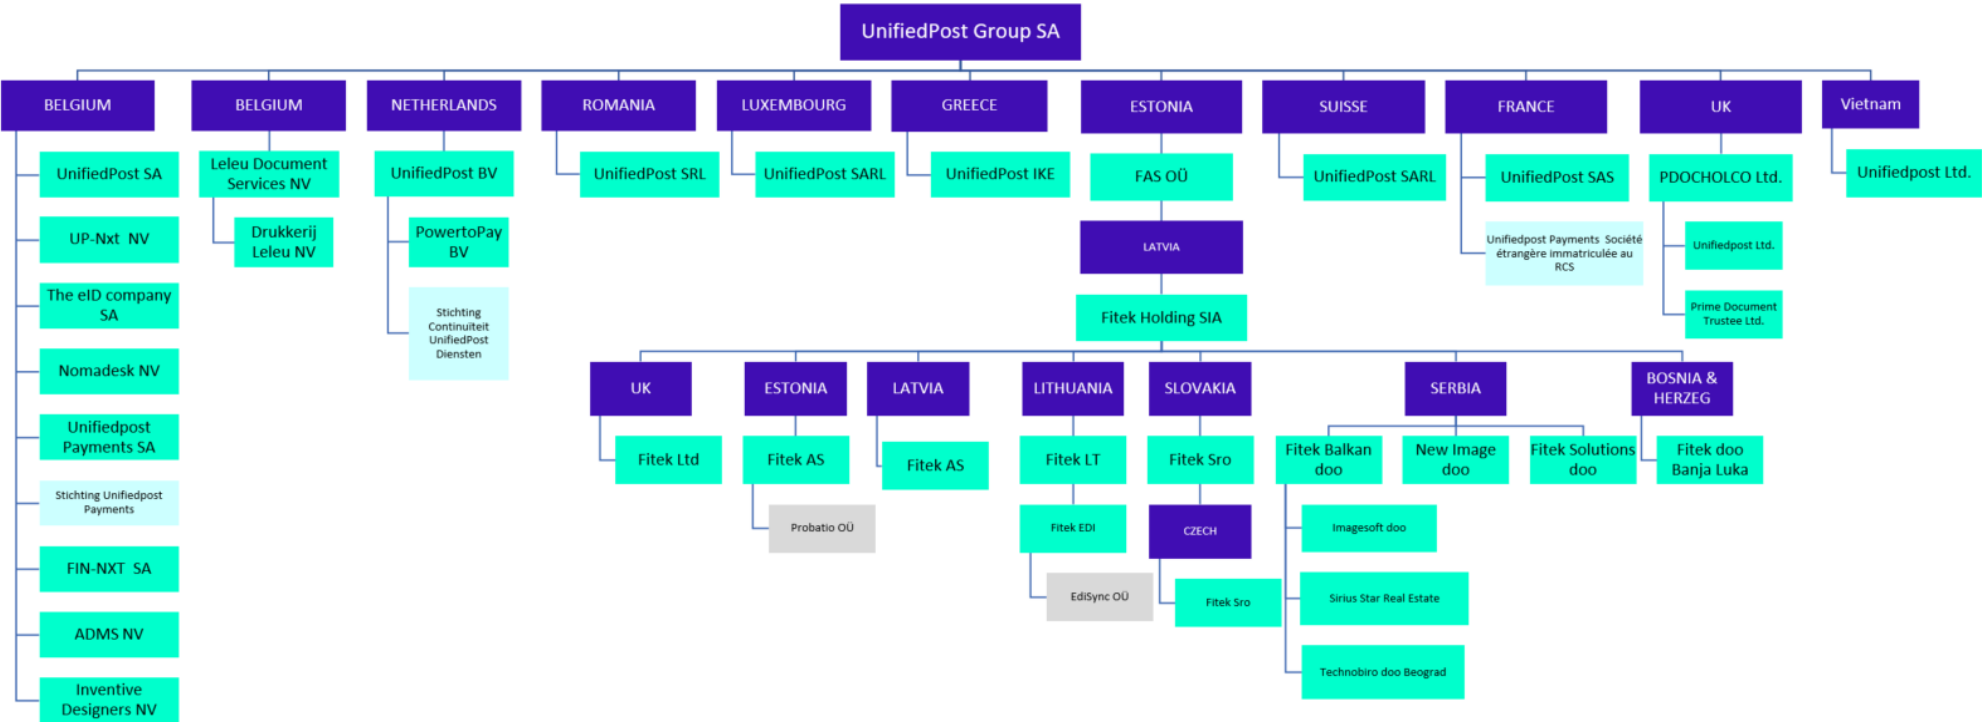 UnifiedPost Group SA
BELGIUM
BELGIUM
NETHERLANDS
ROMANIA
LUXEMBOURG
GREECE
ESTONIA
SUISSE
FRANCE
UK
Vietnam
UnifiedPost SA
UP-Nxt NV
The eID company
SA
Nomadesk NV
Unifiedpost
Payments SA
Stichting Unifiedpost
Payments
FIN-NXT SA
ADMS NV
Inventive
Designers NV
Leleu Document
Services NV
Drukkerij
Leleu NV
UnifiedPost BV
PowertoPay
BV
Stichting
Continuïteit
UnifiedPost
Diensten
UnifiedPost SRL
UnifiedPost SARL
UnifiedPost IKE
FAS OÜ
LATVIA
Fitek Holding SIA
UnifiedPost SARL
UnifiedPost SAS
Unifiedpost Payments Société
étrangère immatriculée au
RCS
PDOCHOLCO Ltd.
Unifiedpost Ltd.
Prime Document
Trustee Ltd.
Unifiedpost Ltd.
UK
Fitek Ltd
ESTONIA
Fitek AS
Probatio OÜ
LATVIA
Fitek AS
LITHUANIA
Fitek LT
Fitek EDI
EdiSync OÜ
SLOVAKIA
Fitek Sro
CZECH
Fitek Sro
SERBIA
Fitek Balkan
doo
Imagesoft doo
Sirius Star Real Estate
Technobiro doo Beograd
New Image
doo
Fitek Solutions
doo
BOSNIA &
HERZEG
Fitek doo
Banja Luka